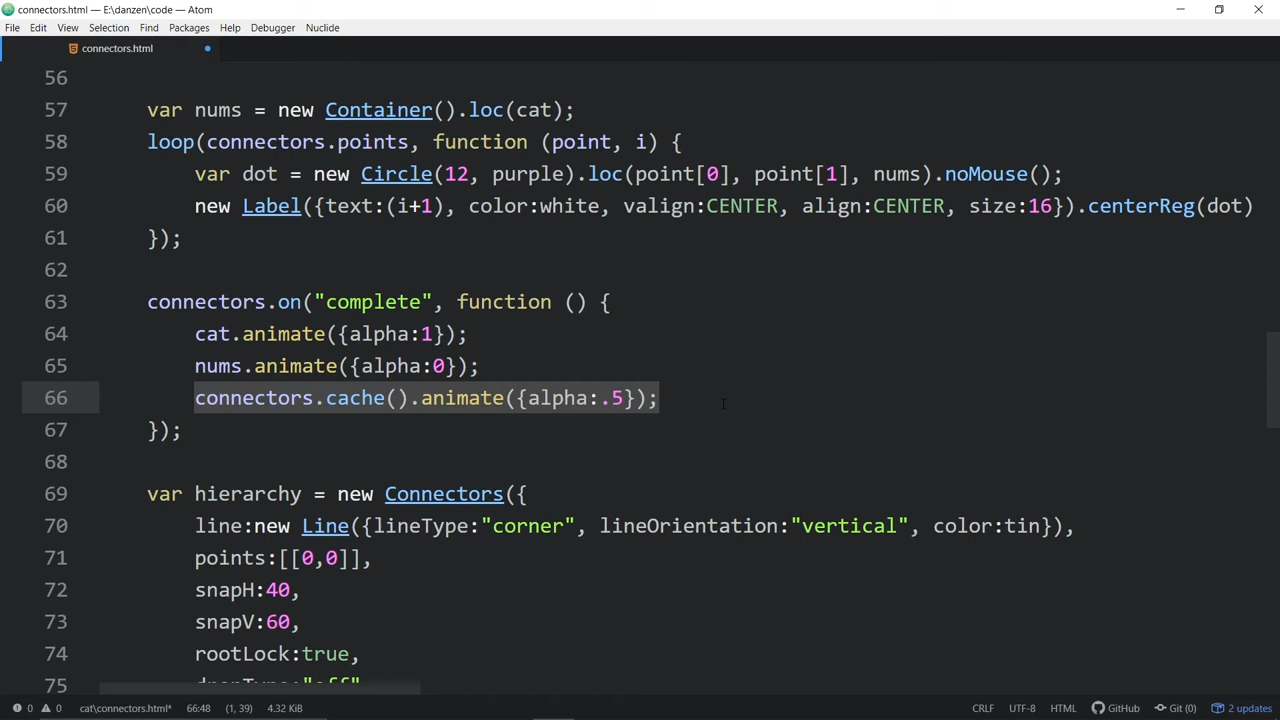 connectors.html — E:\danzen\code — Atom
File Edit View Selection Find Packages Help Debugger Nuclide
connectors.html
56
57 var nums = new Container().loc(cat);
58 loop(connectors.points, function (point, i) {
59 var dot = new Circle(12, purple).loc(point[0], point[1], nums).noMouse();
60 new Label({text:(i+1), color:white, valign:CENTER, align:CENTER, size:16}).centerReg(dot)
61 });
62
63 connectors.on("complete", function () {
64 cat.animate({alpha:1});
65 nums.animate({alpha:0});
66 connectors.cache().animate({alpha:.5});
67 });
68
69 var hierarchy = new Connectors({
70 line:new Line({lineType:"corner", lineOrientation:"vertical", color:tin}),
71 points:[[0,0]],
72 snapH:40,
73 snapV:60,
74 rootLock:true,
75
0 0 cat\connectors.html* 66:48 (1, 39) 4.32 KiB CRLF UTF-8 HTML GitHub Git (0) 2 updates